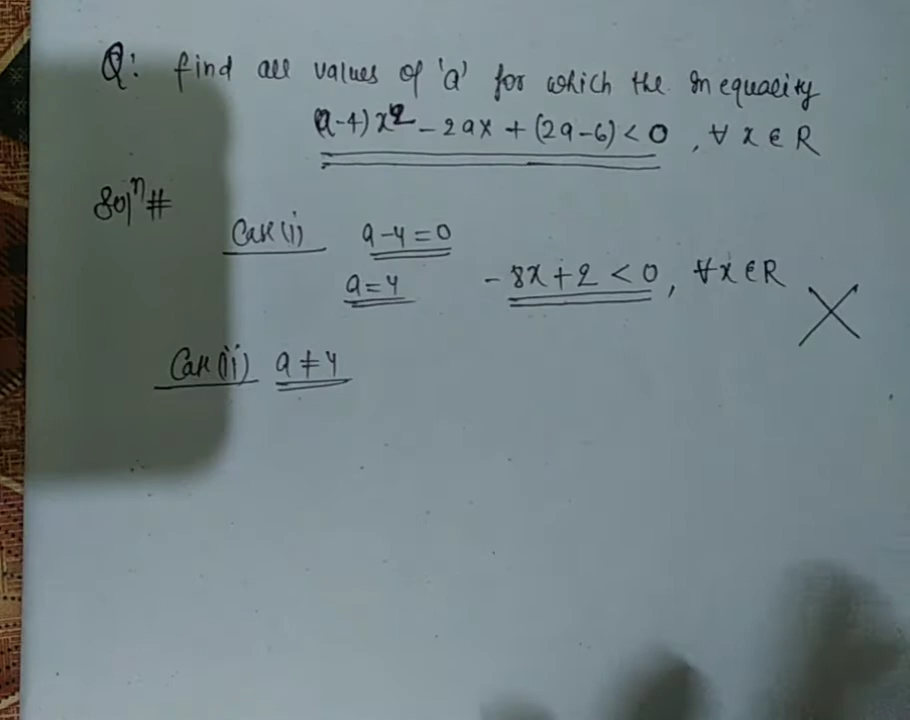 Q: find all values of 'a' for which the inequality
(a-4)x² - 2ax + (2a-6) < 0 , ∀ x ∈ R
Solⁿ #
Case (i) a-4=0
a=4 -8x+2 < 0, ∀x∈R ✗
Case (ii) a≠4